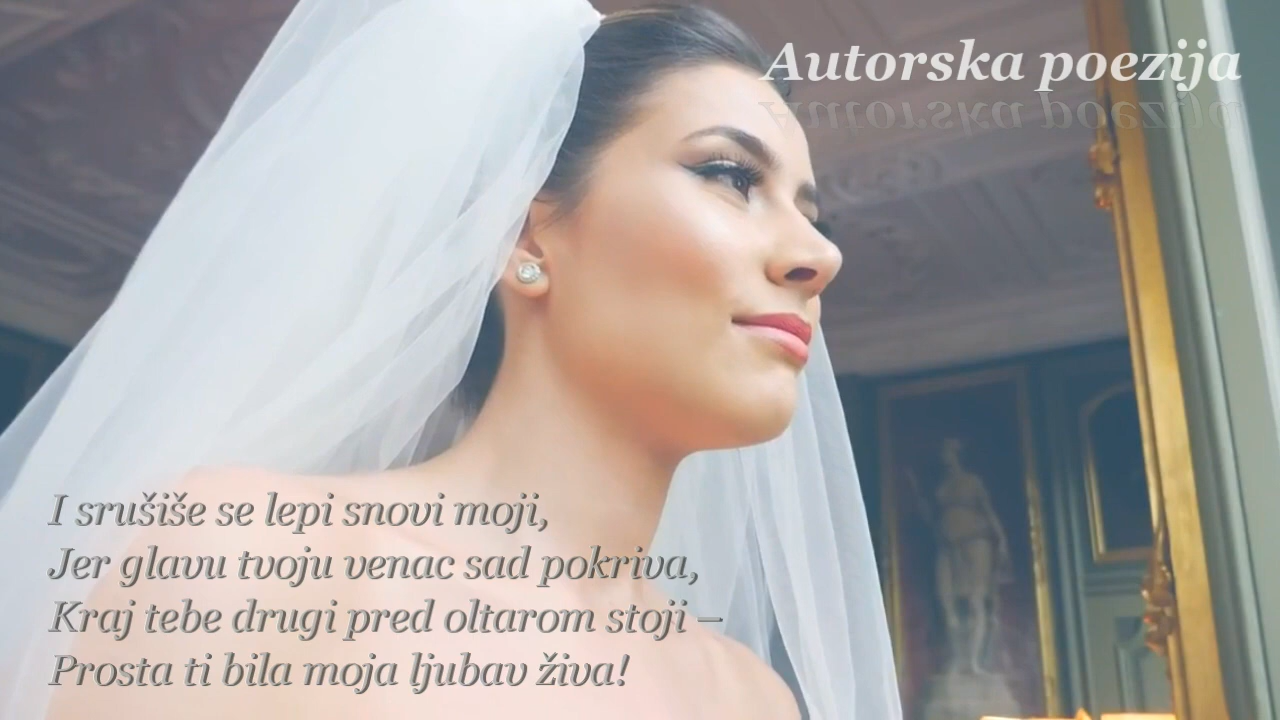 Autorska poezija
I srušiše se lepi snovi moji,
Jer glavu tvoju venac sad pokriva,
Kraj tebe drugi pred oltarom stoji –
Prosta ti bila moja ljubav živa!